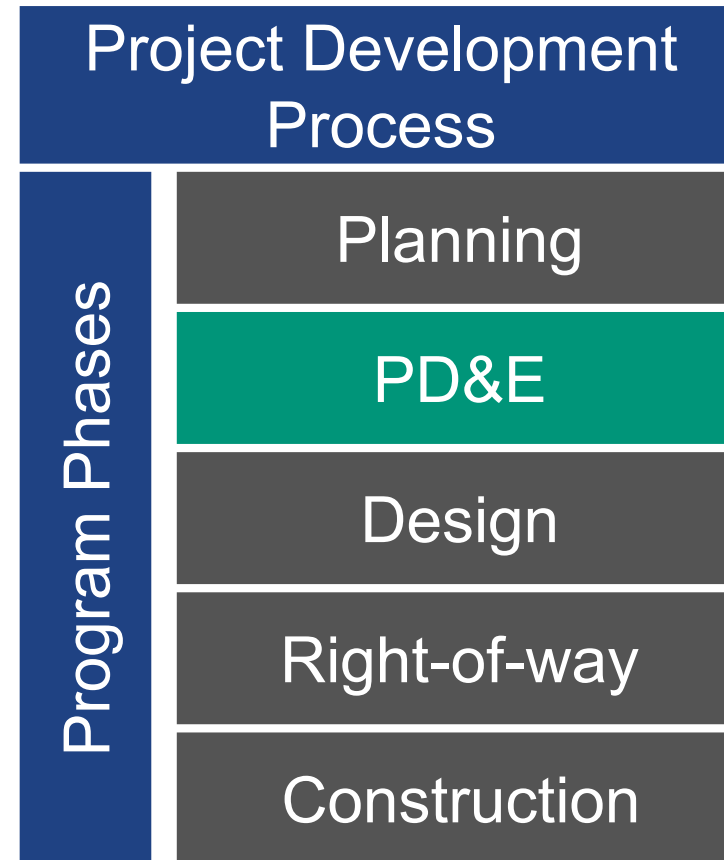 Project Development
Process
Program Phases
Planning
PD&E
Design
Right-of-way
Construction